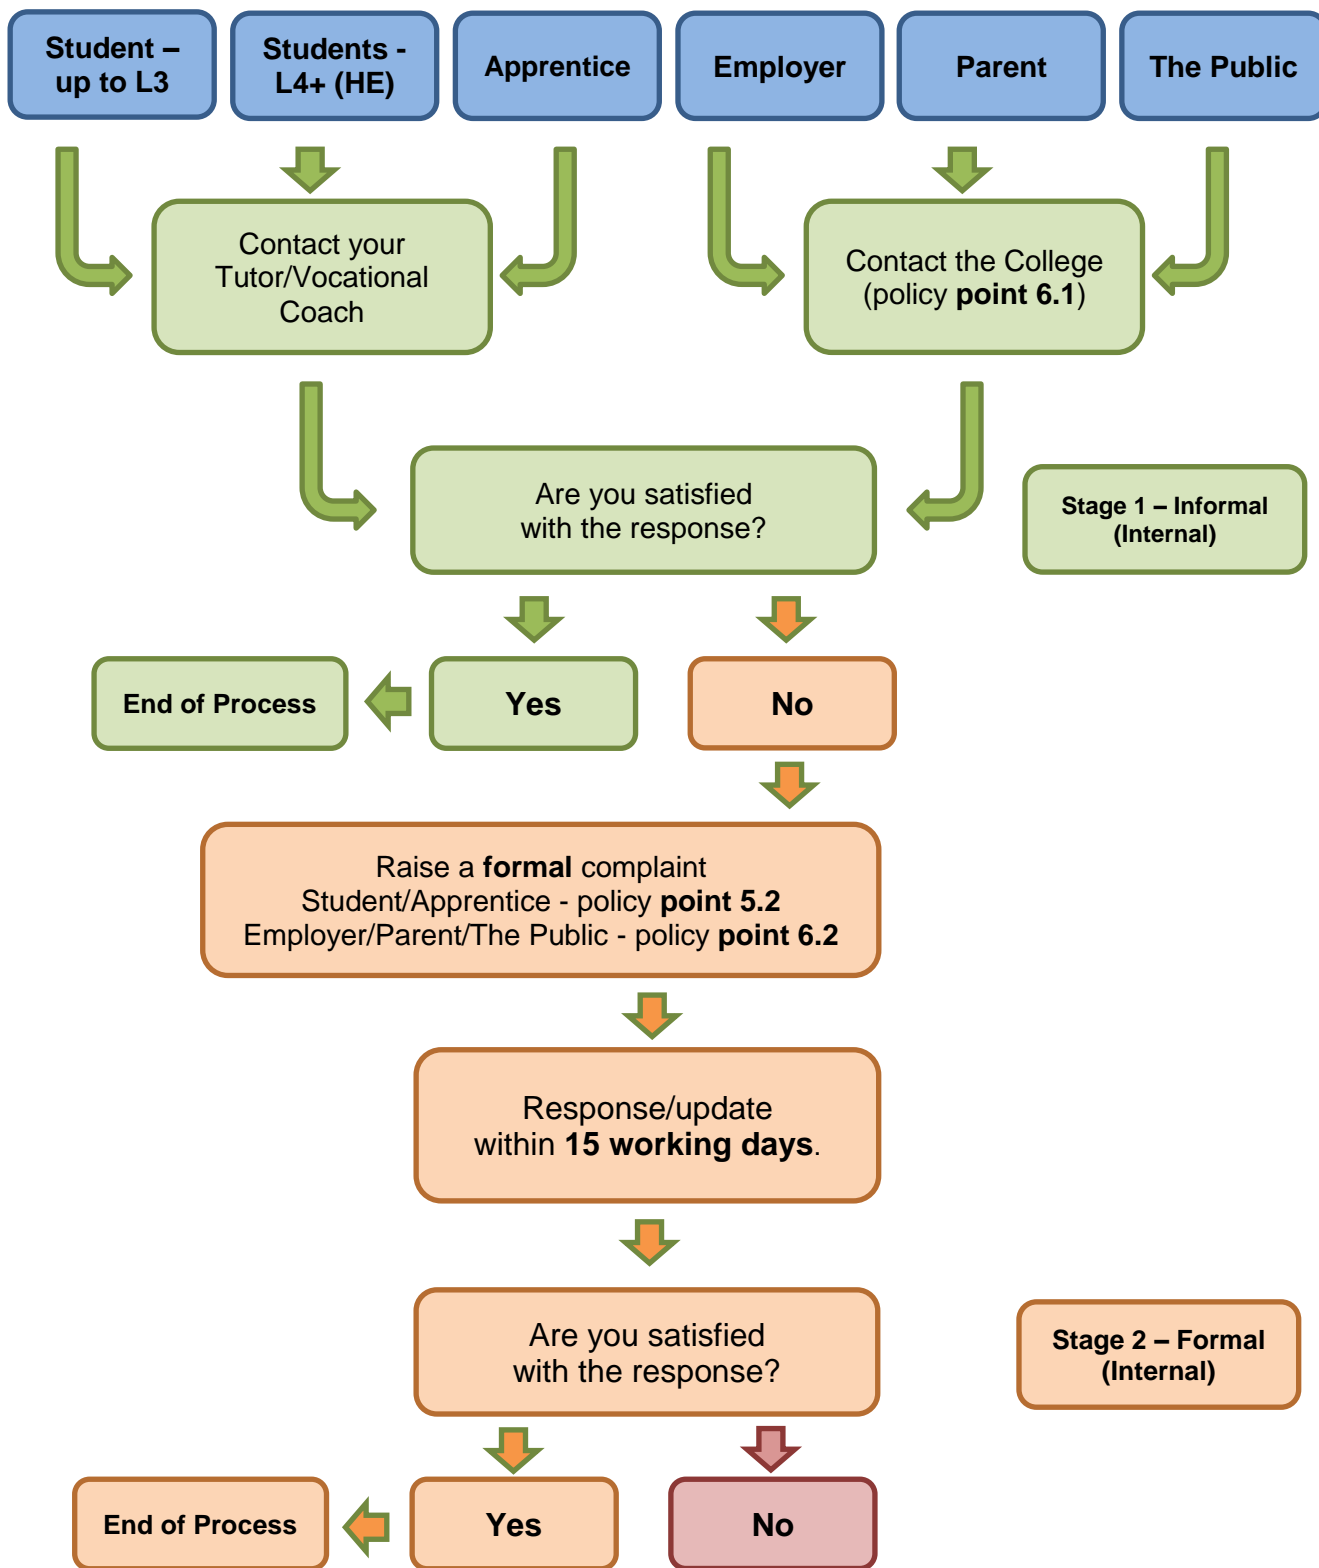 Student –
up to L3
Students -
L4+ (HE)
Apprentice
Employer
Parent
The Public
Contact your
Tutor/Vocational
Coach
Contact the College
(policy point 6.1)
Are you satisfied
with the response?
Stage 1 – Informal
(Internal)
End of Process
Yes
No
Raise a formal complaint
Student/Apprentice - policy point 5.2
Employer/Parent/The Public - policy point 6.2
Response/update
within 15 working days.
Are you satisfied
with the response?
Stage 2 – Formal
(Internal)
End of Process
Yes
No